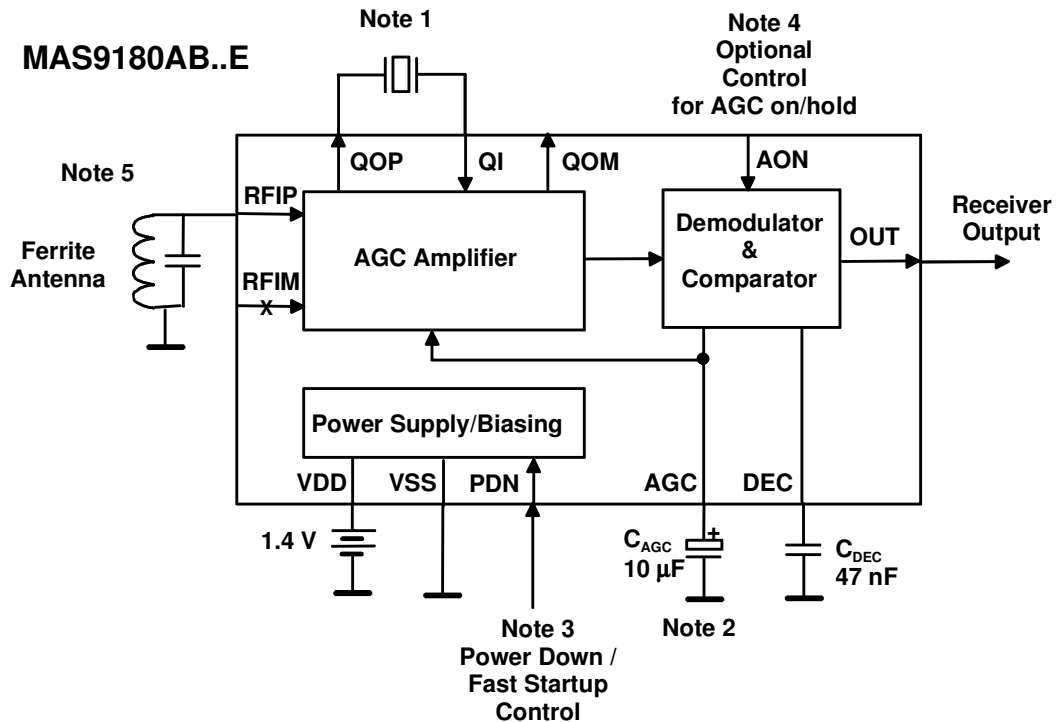 Note 1
MAS9180AB..E
Note 4
Optional
Control
for AGC on/hold
Note 5
QOP
QI
QOM
AON
RFIP
Ferrite
Antenna
RFIM
X
AGC Amplifier
Demodulator
&
Comparator
OUT
Receiver
Output
Power Supply/Biasing
VDD
VSS
PDN
AGC
DEC
1.4 V
+
C_AGC
10 μF
C_DEC
47 nF
Note 2
Note 3
Power Down /
Fast Startup
Control